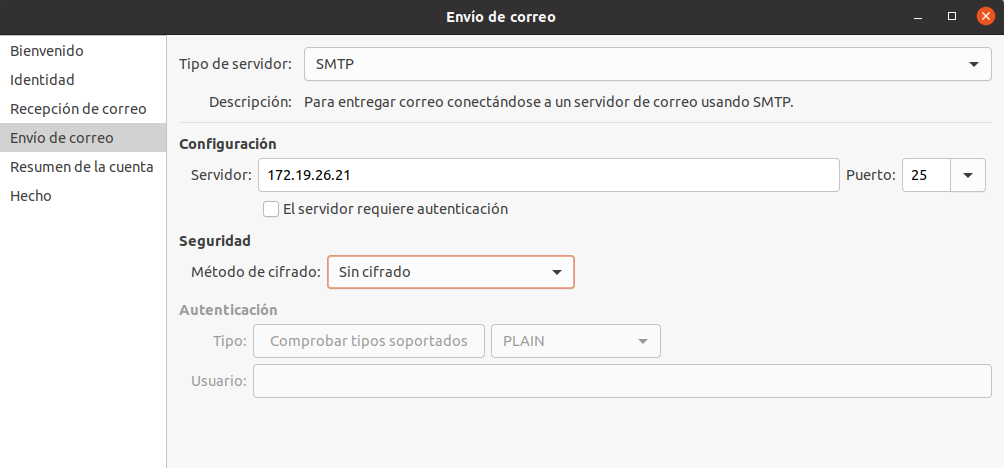 Envío de correo
Bienvenido
Identidad
Recepción de correo
Envío de correo
Resumen de la cuenta
Hecho
Tipo de servidor: SMTP
Descripción: Para entregar correo conectándose a un servidor de correo usando SMTP.
Configuración
Servidor: 172.19.26.21 Puerto: 25
El servidor requiere autenticación
Seguridad
Método de cifrado: Sin cifrado
Autenticación
Tipo: Comprobar tipos soportados PLAIN
Usuario: